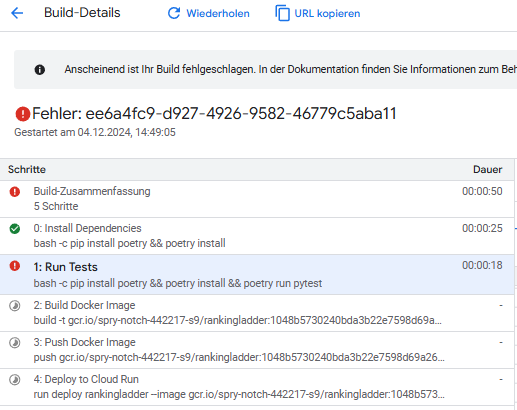 Build-Details
Wiederholen
URL kopieren
Anscheinend ist Ihr Build fehlgeschlagen. In der Dokumentation finden Sie Informationen zum Beh
Fehler: ee6a4fc9-d927-4926-9582-46779c5aba11
Gestartet am 04.12.2024, 14:49:05
Schritte Dauer
Build-Zusammenfassung 00:00:50
5 Schritte
0: Install Dependencies 00:00:25
bash -c pip install poetry && poetry install
1: Run Tests 00:00:18
bash -c pip install poetry && poetry install && poetry run pytest
2: Build Docker Image -
build -t gcr.io/spry-notch-442217-s9/rankingladder:1048b5730240bda3b22e7598d69a...
3: Push Docker Image -
push gcr.io/spry-notch-442217-s9/rankingladder:1048b5730240bda3b22e7598d69a26...
4: Deploy to Cloud Run -
run deploy rankingladder --image gcr.io/spry-notch-442217-s9/rankingladder:1048b573...